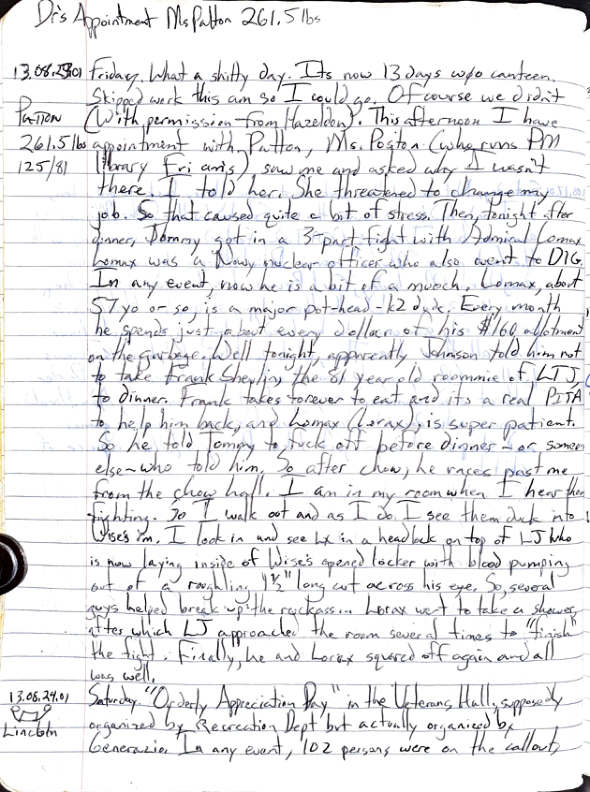 Dr's Appointment Ms Patton 261.5 lbs
13.08.23.01 Friday. What a shitty day. Its now 13 days w/o canteen.
Skipped work this am so I could go. Of course we didn't
Patton (With permission from Hazelden). This afternoon I have
261.5 lbs appointment with Patton, Ms. Poston (who runs PM
125/81 library Fri am's) saw me and asked why I wasn't
there. I told her. She threatened to change my
job. So that caused quite a bit of stress. Then, tonight after
dinner, Tommy got in a 3-part fight with Admiral Lomax
Lomax was a Navy nuclear officer who also went to DIG.
In any event, now he is a bit of a mooch. Lomax, about
57 yo or so, is a major pot-head - k2 dude. Every month
he spends just about every dollar of his $160 allotment
on the garbage. Well tonight, apparently Johnson told him not
to take Frank Shevlin, the 81 year old roommie of LTJ,
to dinner. Frank takes forever to eat and it's a real PITA
to help him back, and Lomax (Lorax), is super patient.
So he told Tommy to fuck off before dinner - or someone
else - who told him. So after chow, he races past me
from the chow hall. I am in my room when I hear them
fighting. So I walk out and as I do I see them duck into
Wise's rm. I look in and see Lx in a headlock on top of LJ who
is now laying inside of Wise's opened locker with blood pumping
out of a roughly 1 1/2" long cut across his eye. So, several
guys helped break up the ruckass... Lorax went to take a shower,
after which LJ approached the room several times to "finish"
the fight. Finally, he and Lorax squared off again and all
was well.
13.08.24.01 Saturday. "Orderly Appreciation Day" in the Veterans Hall, supposedly
Lincoln organized by Recreation Dept but actually organized by
Generazio. In any event, 102 persons were on the callout,